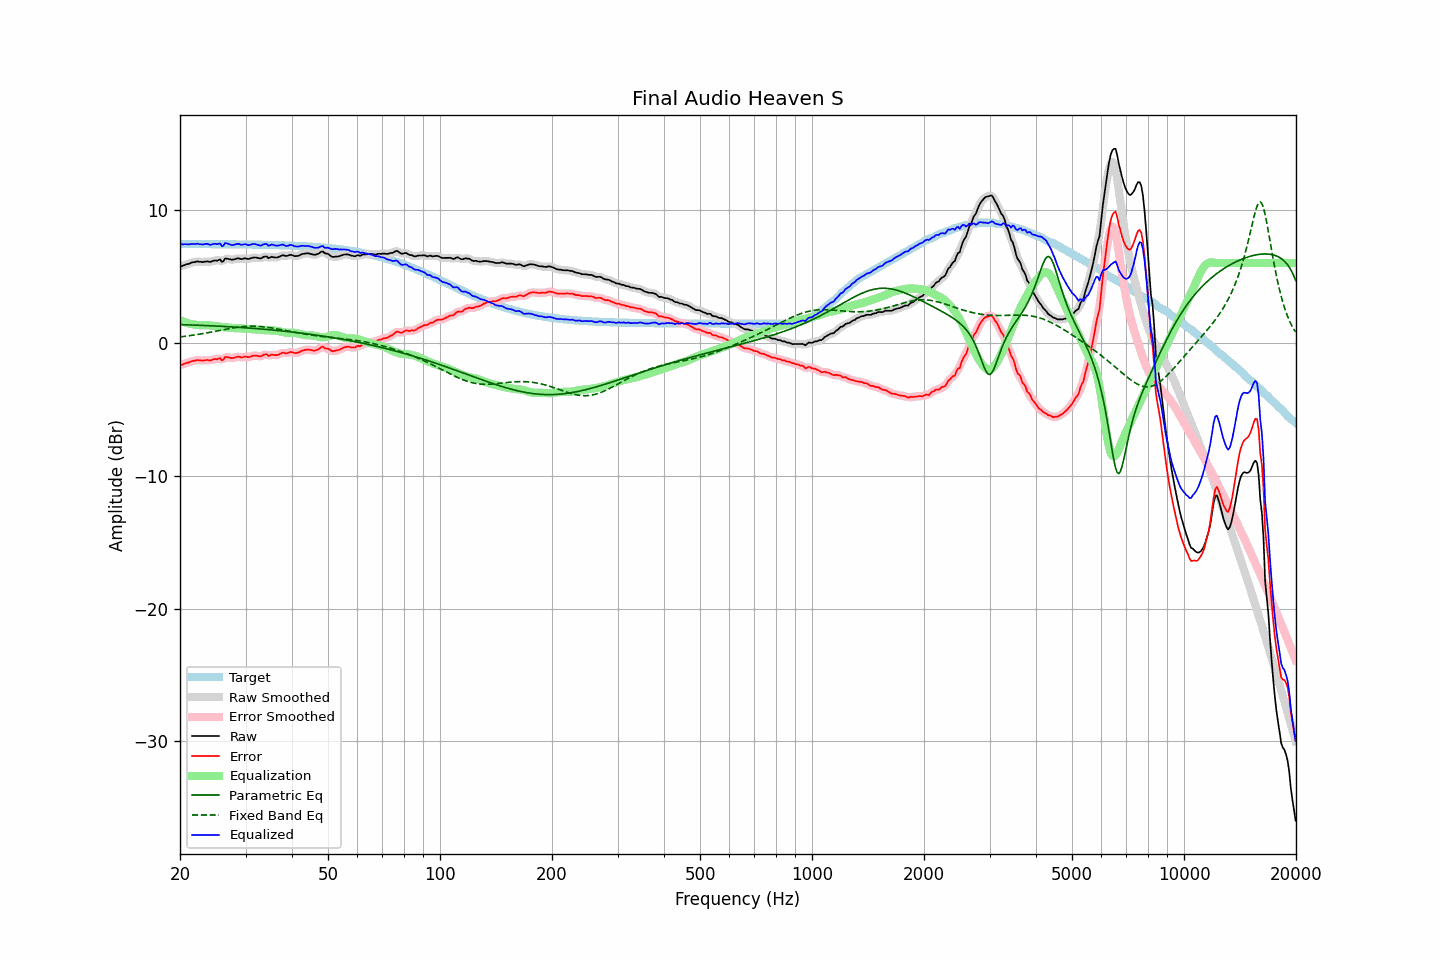 Final Audio Heaven S
Amplitude (dBr)
10
0
−10
−20
−30
Target
Raw Smoothed
Error Smoothed
Raw
Error
Equalization
Parametric Eq
Fixed Band Eq
Equalized
20 50 100 200 500 1000 2000 5000 10000 20000
Frequency (Hz)